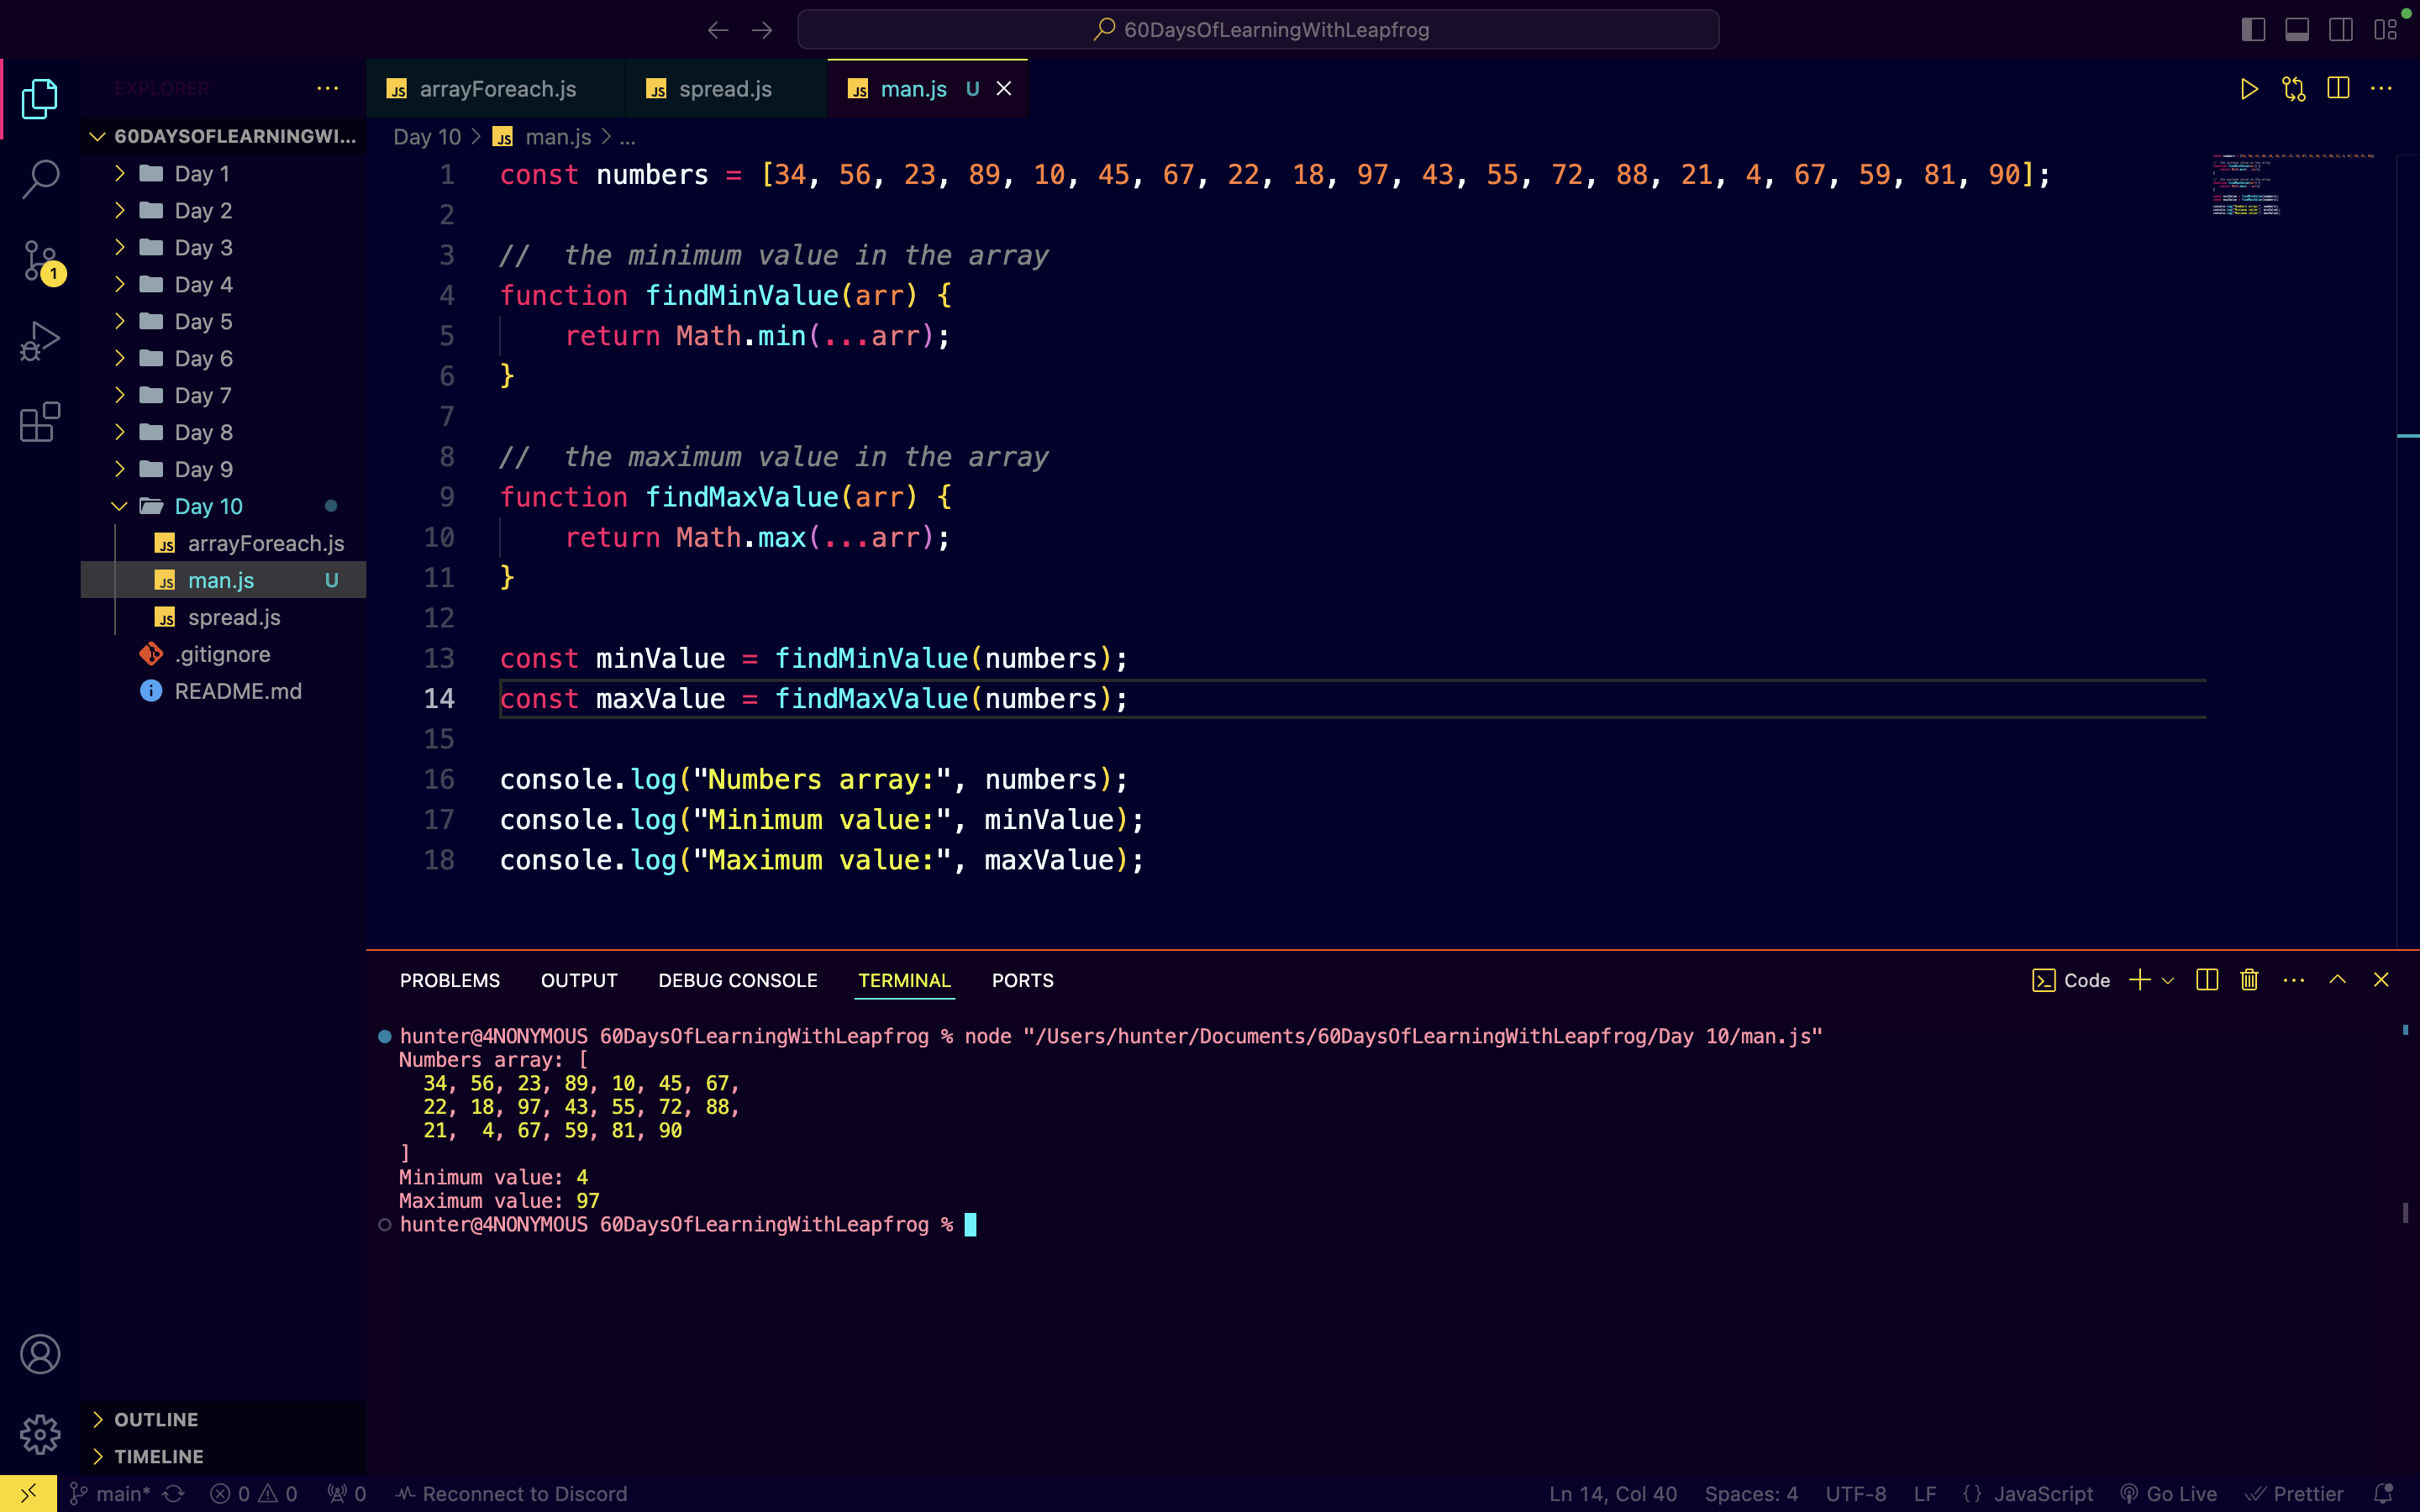 60DaysOfLearningWithLeapfrog
EXPLORER
arrayForeach.js
spread.js
man.js U
60DAYSOFLEARNINGWI...
Day 10 > JS man.js > ...
Day 1
Day 2
Day 3
Day 4
Day 5
Day 6
Day 7
Day 8
Day 9
Day 10
JS arrayForeach.js
JS man.js U
JS spread.js
.gitignore
README.md
OUTLINE
TIMELINE
1 const numbers = [34, 56, 23, 89, 10, 45, 67, 22, 18, 97, 43, 55, 72, 88, 21, 4, 67, 59, 81, 90];
2
3 //  the minimum value in the array
4 function findMinValue(arr) {
5     return Math.min(...arr);
6 }
7
8 //  the maximum value in the array
9 function findMaxValue(arr) {
10     return Math.max(...arr);
11 }
12
13 const minValue = findMinValue(numbers);
14 const maxValue = findMaxValue(numbers);
15
16 console.log("Numbers array:", numbers);
17 console.log("Minimum value:", minValue);
18 console.log("Maximum value:", maxValue);
PROBLEMS OUTPUT DEBUG CONSOLE TERMINAL PORTS
Code
hunter@4NONYMOUS 60DaysOfLearningWithLeapfrog % node "/Users/hunter/Documents/60DaysOfLearningWithLeapfrog/Day 10/man.js"
Numbers array: [
  34, 56, 23, 89, 10, 45, 67,
  22, 18, 97, 43, 55, 72, 88,
  21,  4, 67, 59, 81, 90
]
Minimum value: 4
Maximum value: 97
hunter@4NONYMOUS 60DaysOfLearningWithLeapfrog %
1
main* 0 0 0 Reconnect to Discord Ln 14, Col 40 Spaces: 4 UTF-8 LF {} JavaScript Go Live Prettier